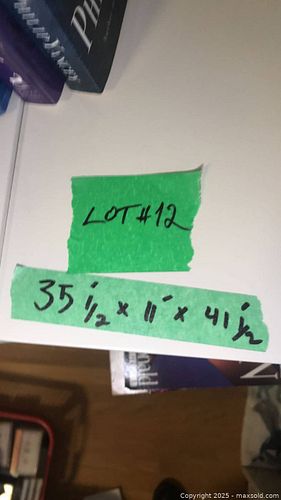 LOT #12
35 1/2 × 11 × 41 1/2
Copyright © 2025 - maxsold.com